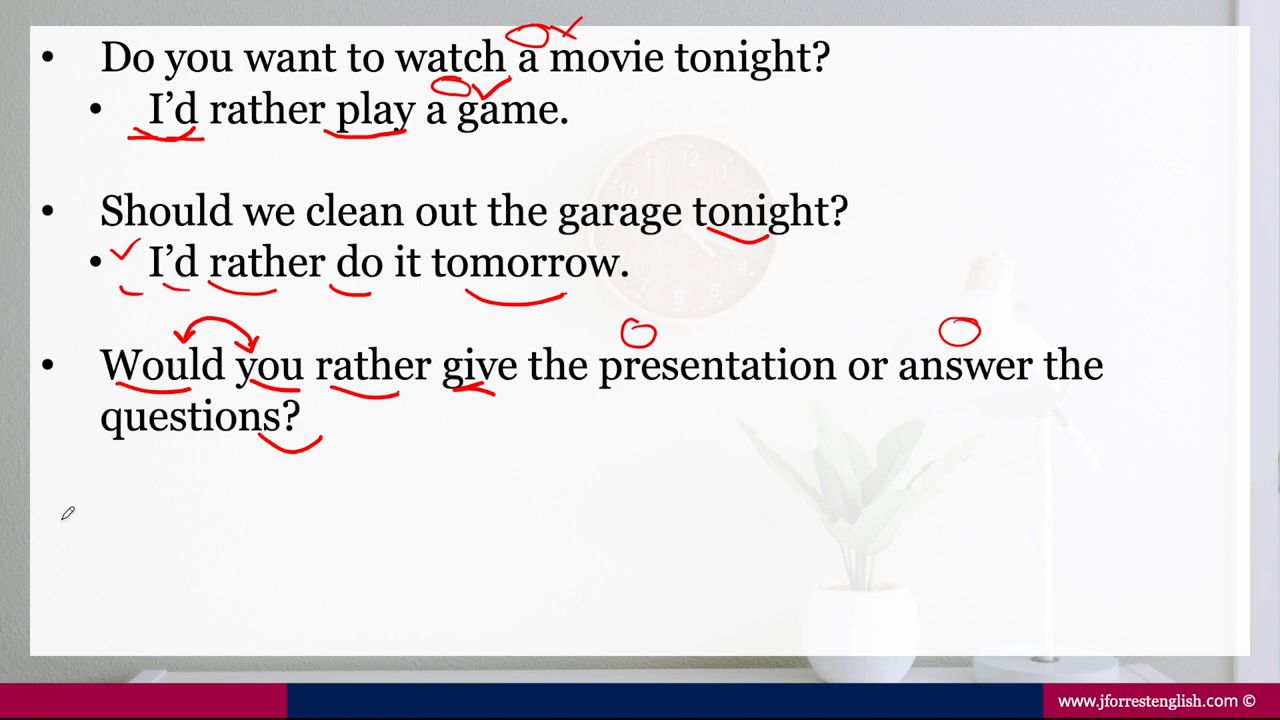 • Do you want to watch a movie tonight?
• I'd rather play a game.
• Should we clean out the garage tonight?
• I'd rather do it tomorrow.
• Would you rather give the presentation or answer the
questions?
www.jforrestenglish.com ©